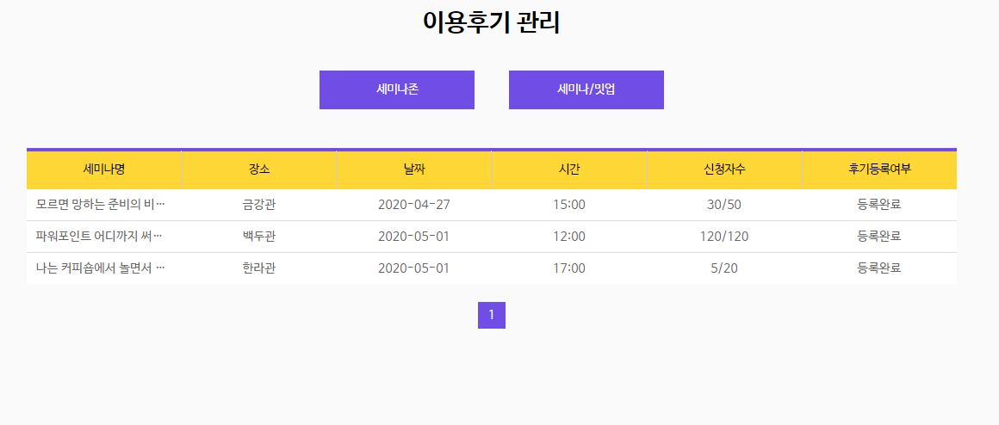 이용후기 관리
세미나존 세미나/밋업
세미나명 장소 날짜 시간 신청자수 후기등록여부
모르면 망하는 준비의 비… 금강관 2020-04-27 15:00 30/50 등록완료
파워포인트 어디까지 써… 백두관 2020-05-01 12:00 120/120 등록완료
나는 커피숍에서 놀면서 … 한라관 2020-05-01 17:00 5/20 등록완료
1